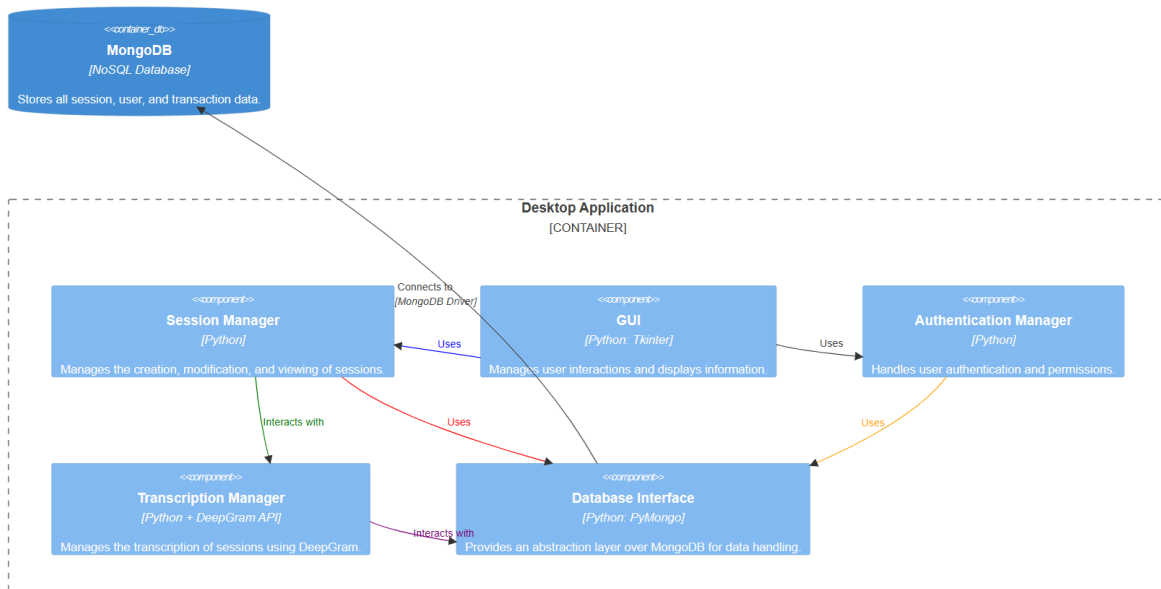 <<container_db>>
MongoDB
[NoSQL Database]
Stores all session, user, and transaction data.
Desktop Application
[CONTAINER]
Connects to
[MongoDB Driver]
<<component>>
Session Manager
[Python]
Manages the creation, modification, and viewing of sessions.
Uses
<<component>>
GUI
[Python: Tkinter]
Manages user interactions and displays information.
Uses
<<component>>
Authentication Manager
[Python]
Handles user authentication and permissions.
Interacts with
Uses
Uses
<<component>>
Transcription Manager
[Python + DeepGram API]
Manages the transcription of sessions using DeepGram.
Interacts with
<<component>>
Database Interface
[Python: PyMongo]
Provides an abstraction layer over MongoDB for data handling.